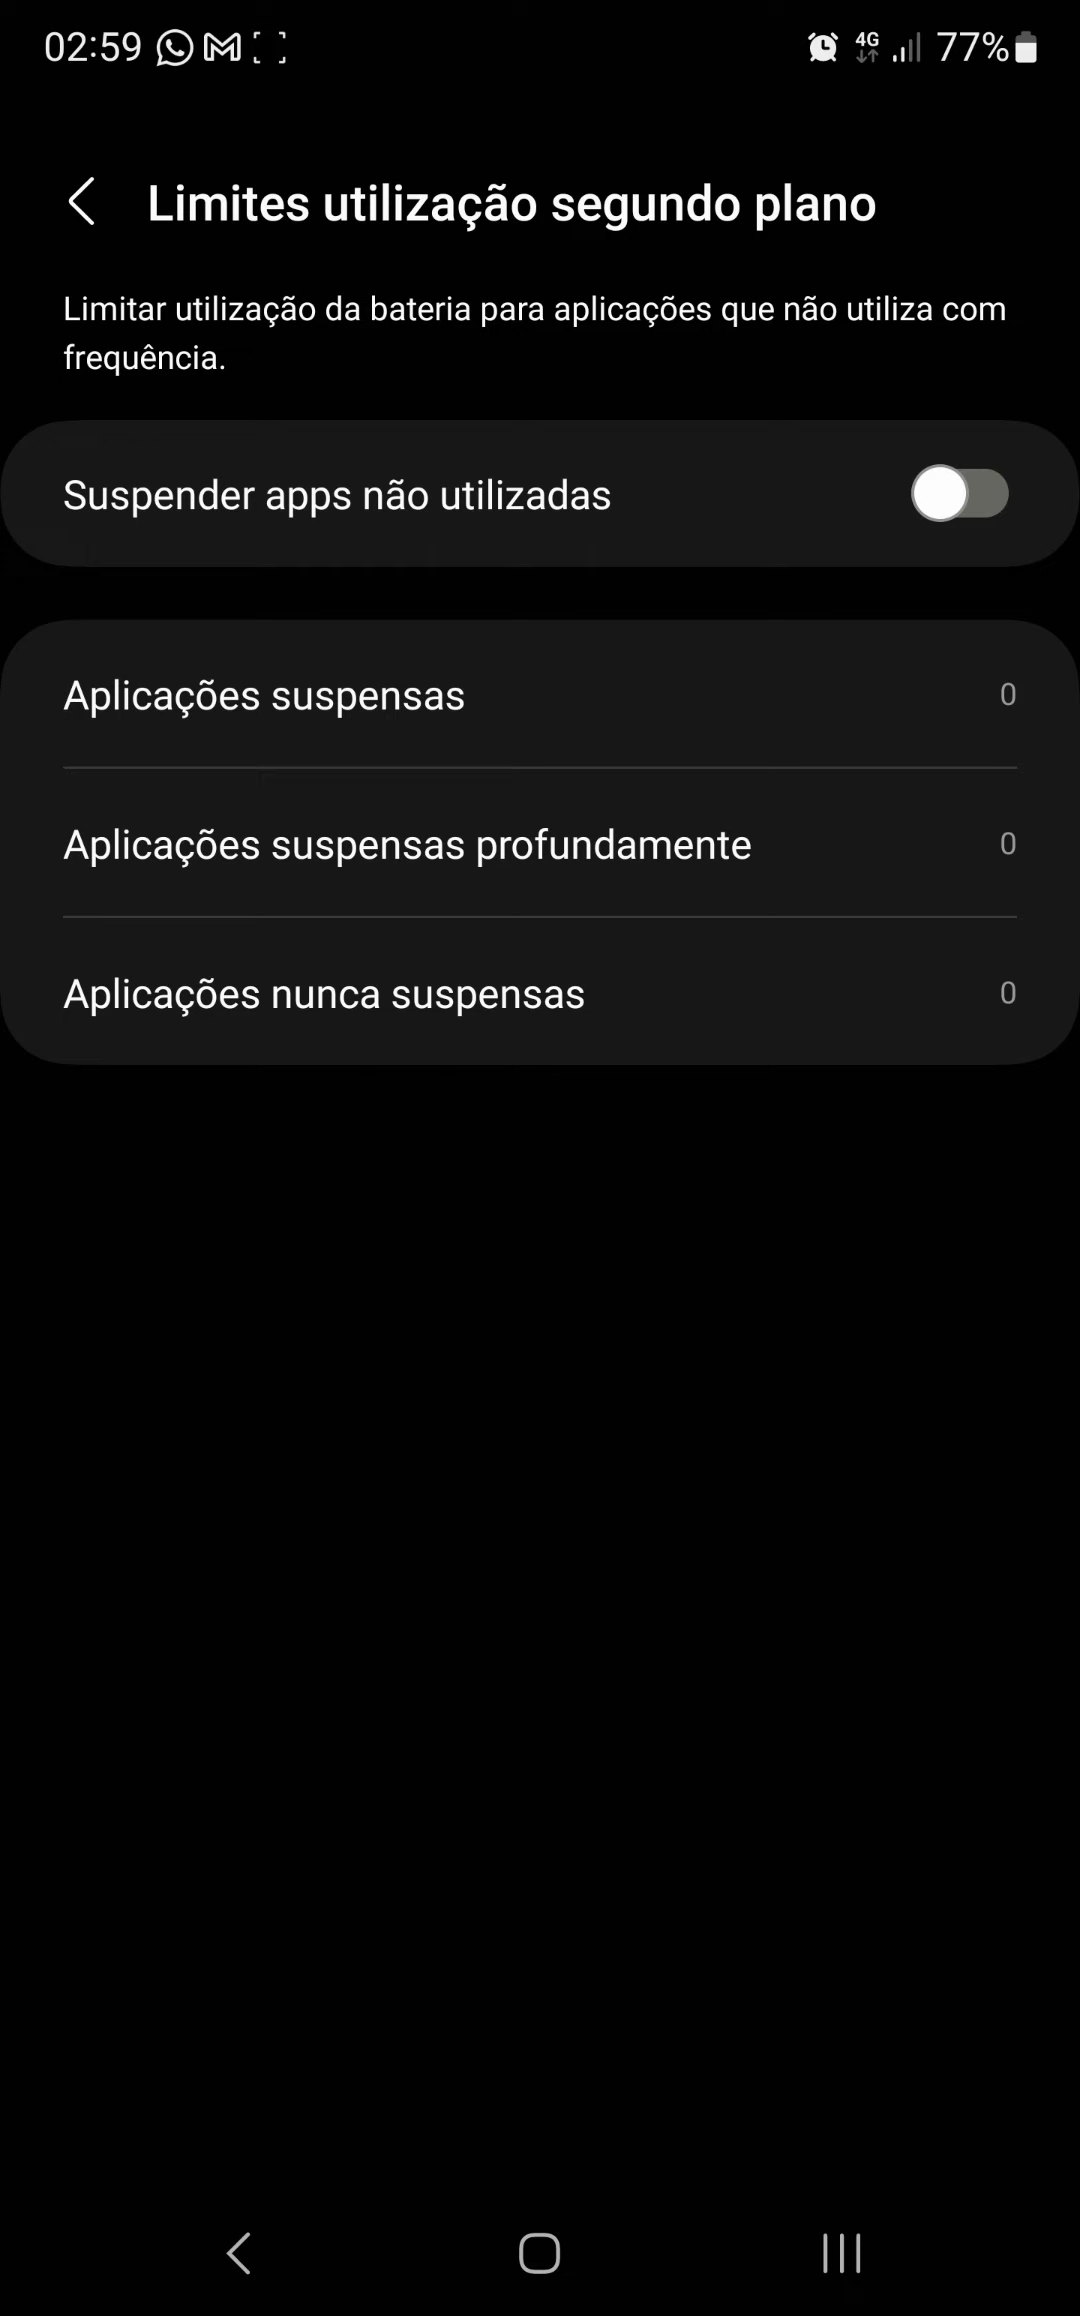 02:59 4G 77%
Limites utilização segundo plano
Limitar utilização da bateria para aplicações que não utiliza com
frequência.
Suspender apps não utilizadas
Aplicações suspensas 0
Aplicações suspensas profundamente 0
Aplicações nunca suspensas 0